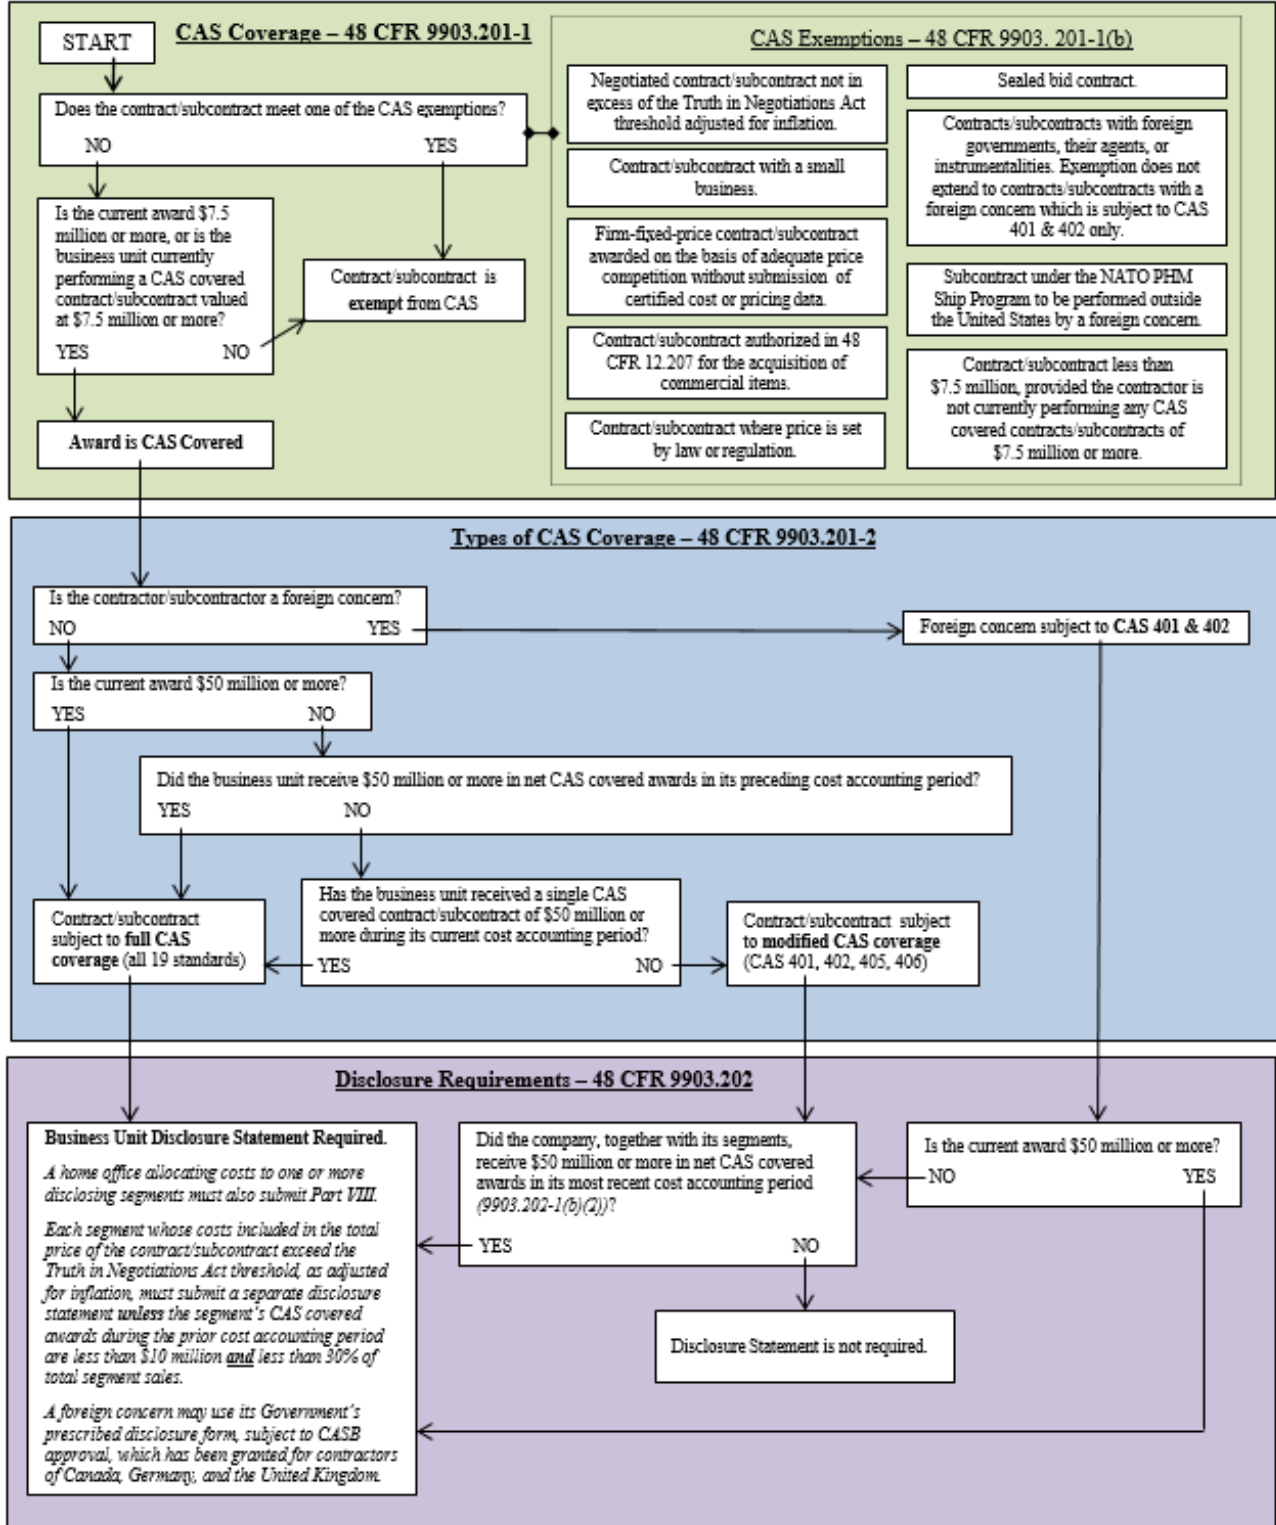 CAS Coverage – 48 CFR 9903.201-1
START
Does the contract/subcontract meet one of the CAS exemptions?
NO
YES
Is the current award $7.5
million or more, or is the
business unit currently
performing a CAS covered
contract/subcontract valued
at $7.5 million or more?
YES
NO
Contract/subcontract is
exempt from CAS
Award is CAS Covered
CAS Exemptions – 48 CFR 9903. 201-1(b)
Negotiated contract/subcontract not in
excess of the Truth in Negotiations Act
threshold adjusted for inflation.
Contract/subcontract with a small
business.
Firm-fixed-price contract/subcontract
awarded on the basis of adequate price
competition without submission of
certified cost or pricing data.
Contract/subcontract authorized in 48
CFR 12.207 for the acquisition of
commercial items.
Contract/subcontract where price is set
by law or regulation.
Sealed bid contract.
Contracts/subcontracts with foreign
governments, their agents, or
instrumentalities. Exemption does not
extend to contracts/subcontracts with a
foreign concern which is subject to CAS
401 & 402 only.
Subcontract under the NATO PHM
Ship Program to be performed outside
the United States by a foreign concern.
Contract/subcontract less than
$7.5 million, provided the contractor is
not currently performing any CAS
covered contracts/subcontracts of
$7.5 million or more.
Types of CAS Coverage – 48 CFR 9903.201-2
Is the contractor/subcontractor a foreign concern?
NO
YES
Foreign concern subject to CAS 401 & 402
Is the current award $50 million or more?
YES
NO
Did the business unit receive $50 million or more in net CAS covered awards in its preceding cost accounting period?
YES
NO
Contract/subcontract
subject to full CAS
coverage (all 19 standards)
Has the business unit received a single CAS
covered contract/subcontract of $50 million or
more during its current cost accounting period?
YES
NO
Contract/subcontract subject
to modified CAS coverage
(CAS 401, 402, 405, 406)
Disclosure Requirements – 48 CFR 9903.202
Business Unit Disclosure Statement Required.
A home office allocating costs to one or more
disclosing segments must also submit Part VIII.
Each segment whose costs included in the total
price of the contract/subcontract exceed the
Truth in Negotiations Act threshold, as adjusted
for inflation, must submit a separate disclosure
statement unless the segment's CAS covered
awards during the prior cost accounting period
are less than $10 million and less than 30% of
total segment sales.
A foreign concern may use its Government's
prescribed disclosure form, subject to CASB
approval, which has been granted for contractors
of Canada, Germany, and the United Kingdom.
Did the company, together with its segments,
receive $50 million or more in net CAS covered
awards in its most recent cost accounting period
(9903.202-1(b)(2))?
YES
NO
Is the current award $50 million or more?
NO
YES
Disclosure Statement is not required.